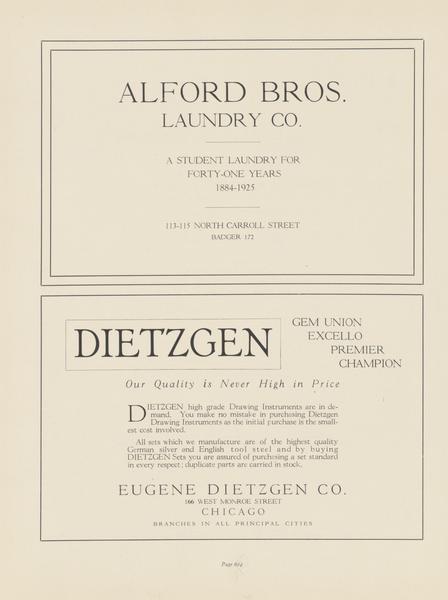 ALFORD BROS.
LAUNDRY CO.
A STUDENT LAUNDRY FOR
FORTY-ONE YEARS
1884-1925
113-115 NORTH CARROLL STREET
BADGER 172
DIETZGEN
GEM UNION
EXCELLO
PREMIER
CHAMPION
Our Quality is Never High in Price
DIETZGEN high grade Drawing Instruments are in de-
mand. You make no mistake in purchasing Dietzgen
Drawing Instruments as the initial purchase is the small-
est cost involved.
All sets which we manufacture are of the highest quality
German silver and English tool steel and by buying
DIETZGEN Sets you are assured of purchasing a set standard
in every respect; duplicate parts are carried in stock.
EUGENE DIETZGEN CO.
166 WEST MONROE STREET
CHICAGO
BRANCHES IN ALL PRINCIPAL CITIES
Page